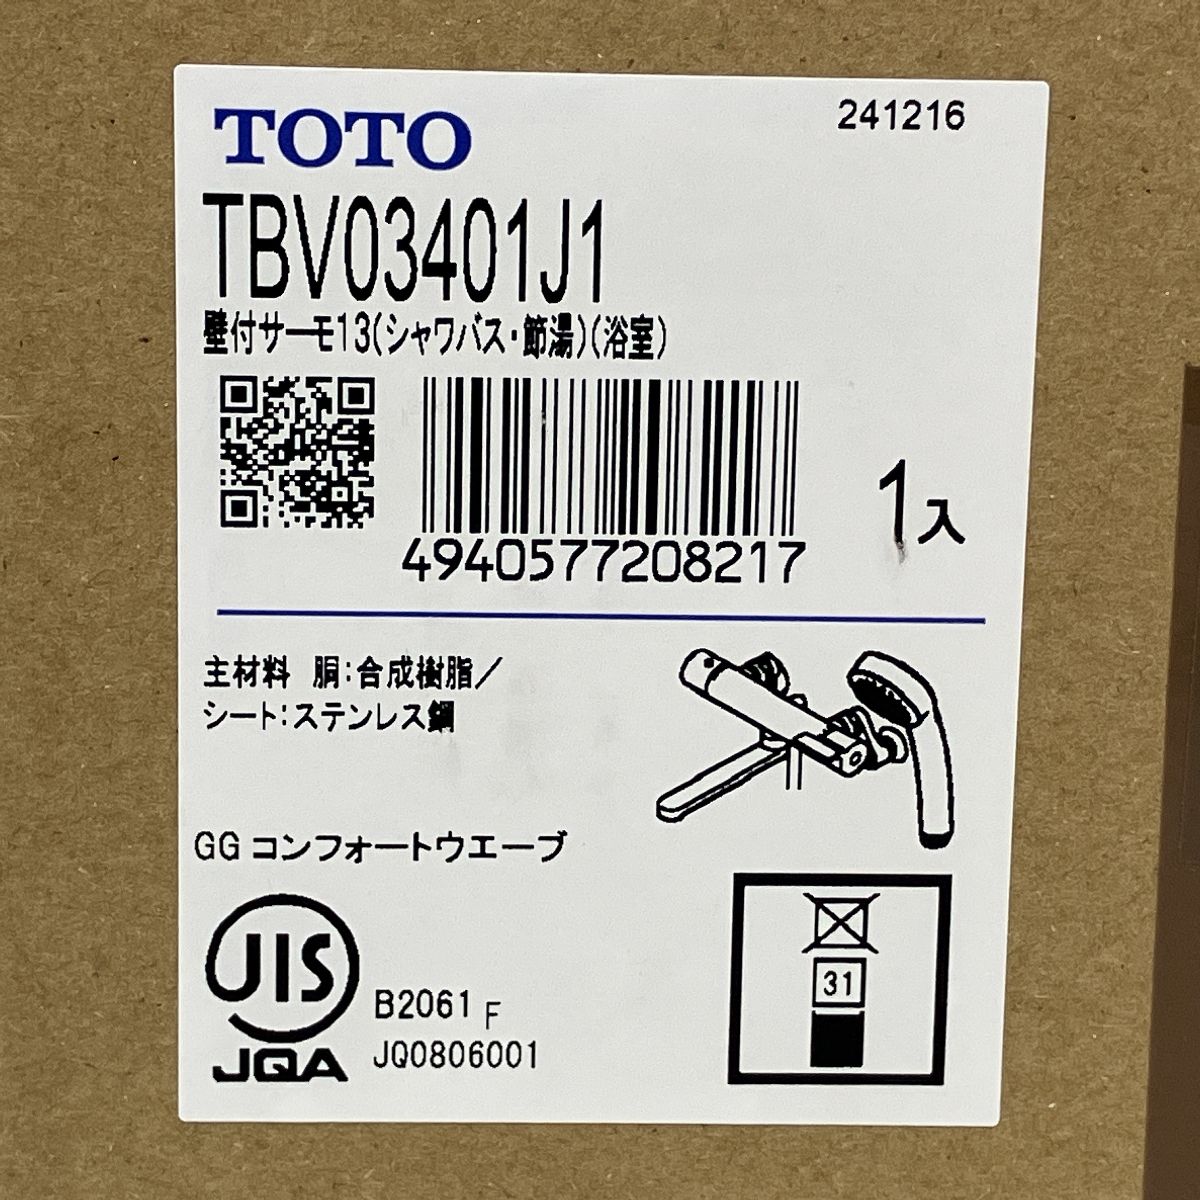 TOTO
241216
TBV03401J1
壁付サーモ13(シャワバス・節湯)(浴室)
4940577208217
1入
主材料 胴:合成樹脂/
シート:ステンレス鋼
GG コンフォートウエーブ
JIS
B2061 F
JQA
JQ0806001
31